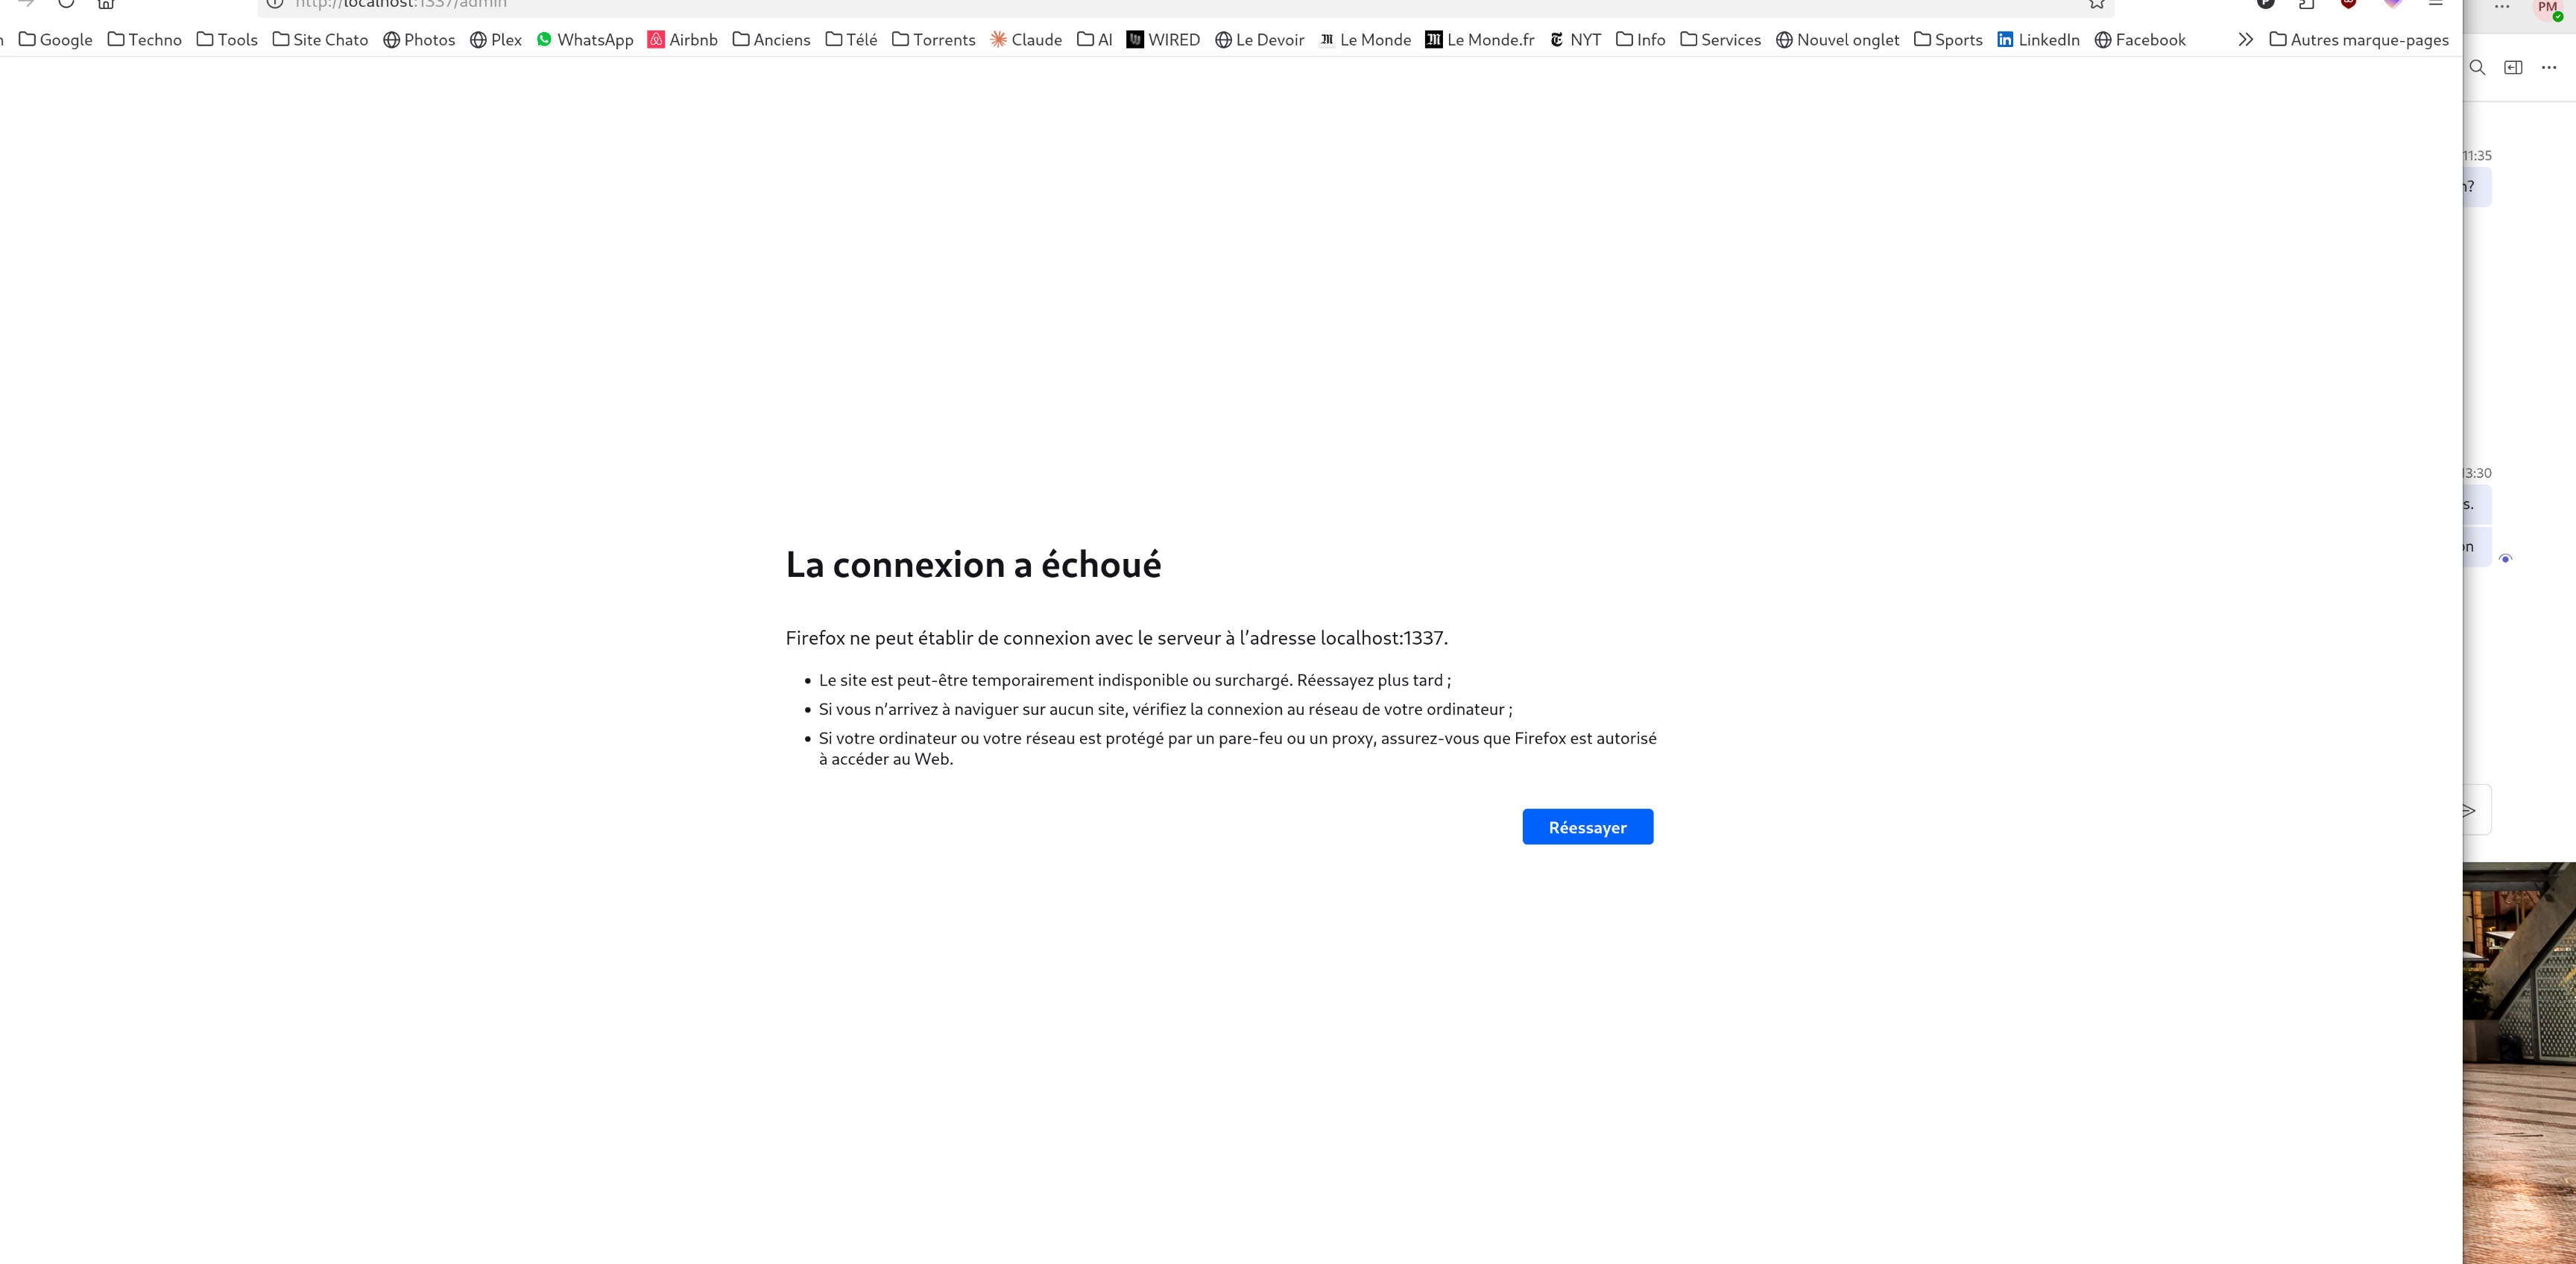 http://localhost:1337/admin
PM
Google Techno Tools Site Chato Photos Plex WhatsApp Airbnb Anciens Télé Torrents Claude AI WIRED Le Devoir Le Monde Le Monde.fr NYT Info Services Nouvel onglet Sports LinkedIn Facebook Autres marque-pages
11:35
?
13:30
s.
on
La connexion a échoué
Firefox ne peut établir de connexion avec le serveur à l’adresse localhost:1337.
• Le site est peut-être temporairement indisponible ou surchargé. Réessayez plus tard ;
• Si vous n’arrivez à naviguer sur aucun site, vérifiez la connexion au réseau de votre ordinateur ;
• Si votre ordinateur ou votre réseau est protégé par un pare-feu ou un proxy, assurez-vous que Firefox est autorisé
à accéder au Web.
Réessayer